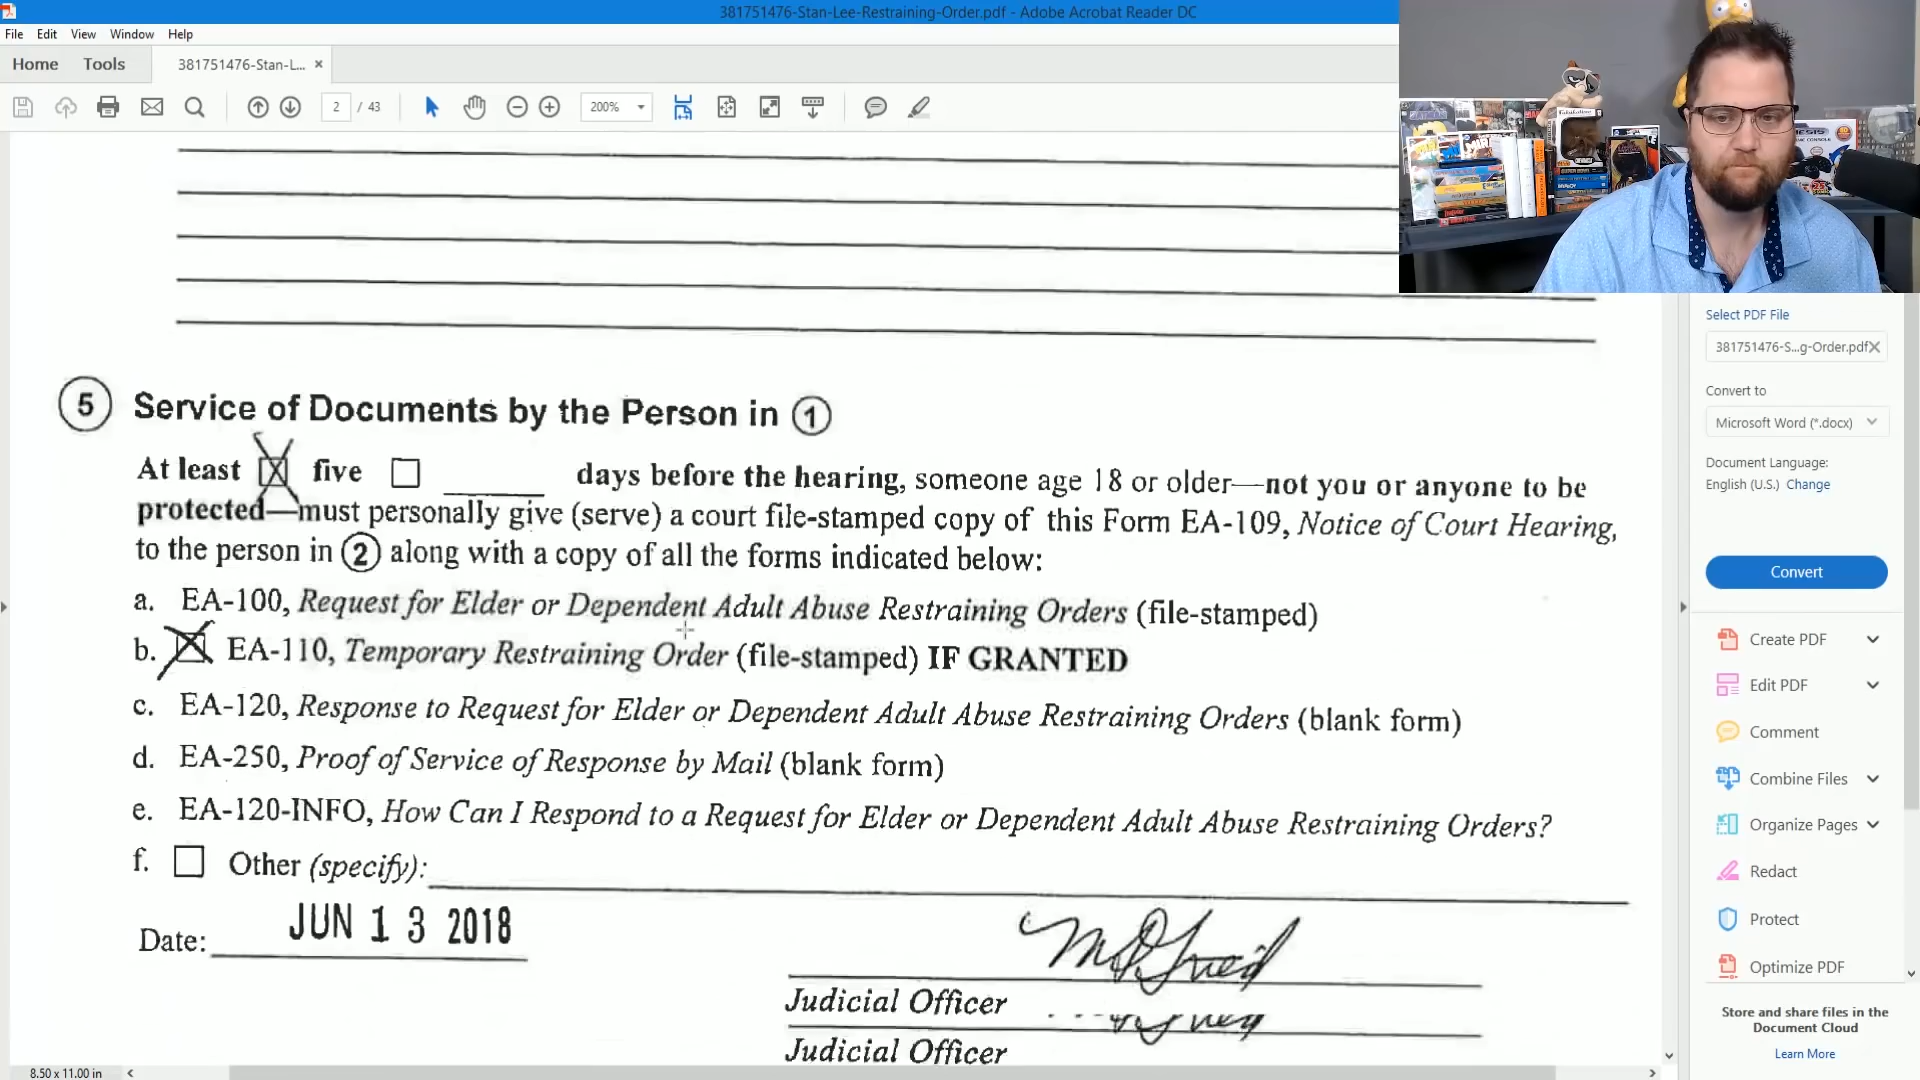 381751476-Stan-Lee-Restraining-Order.pdf - Adobe Acrobat Reader DC
File Edit View Window Help
Home Tools 381751476-Stan-L... ×
2 / 43 200%
5 Service of Documents by the Person in 1
At least five days before the hearing, someone age 18 or older—not you or anyone to be
protected—must personally give (serve) a court file-stamped copy of this Form EA-109, Notice of Court Hearing,
to the person in 2 along with a copy of all the forms indicated below:
a. EA-100, Request for Elder or Dependent Adult Abuse Restraining Orders (file-stamped)
b. EA-110, Temporary Restraining Order (file-stamped) IF GRANTED
c. EA-120, Response to Request for Elder or Dependent Adult Abuse Restraining Orders (blank form)
d. EA-250, Proof of Service of Response by Mail (blank form)
e. EA-120-INFO, How Can I Respond to a Request for Elder or Dependent Adult Abuse Restraining Orders?
f. Other (specify):
Date: JUN 13 2018
Judicial Officer
Judicial Officer
8.50 x 11.00 in
Select PDF File
381751476-S...g-Order.pdf
Convert to
Microsoft Word (*.docx)
Document Language:
English (U.S.) Change
Convert
Create PDF
Edit PDF
Comment
Combine Files
Organize Pages
Redact
Protect
Optimize PDF
Store and share files in the
Document Cloud
Learn More